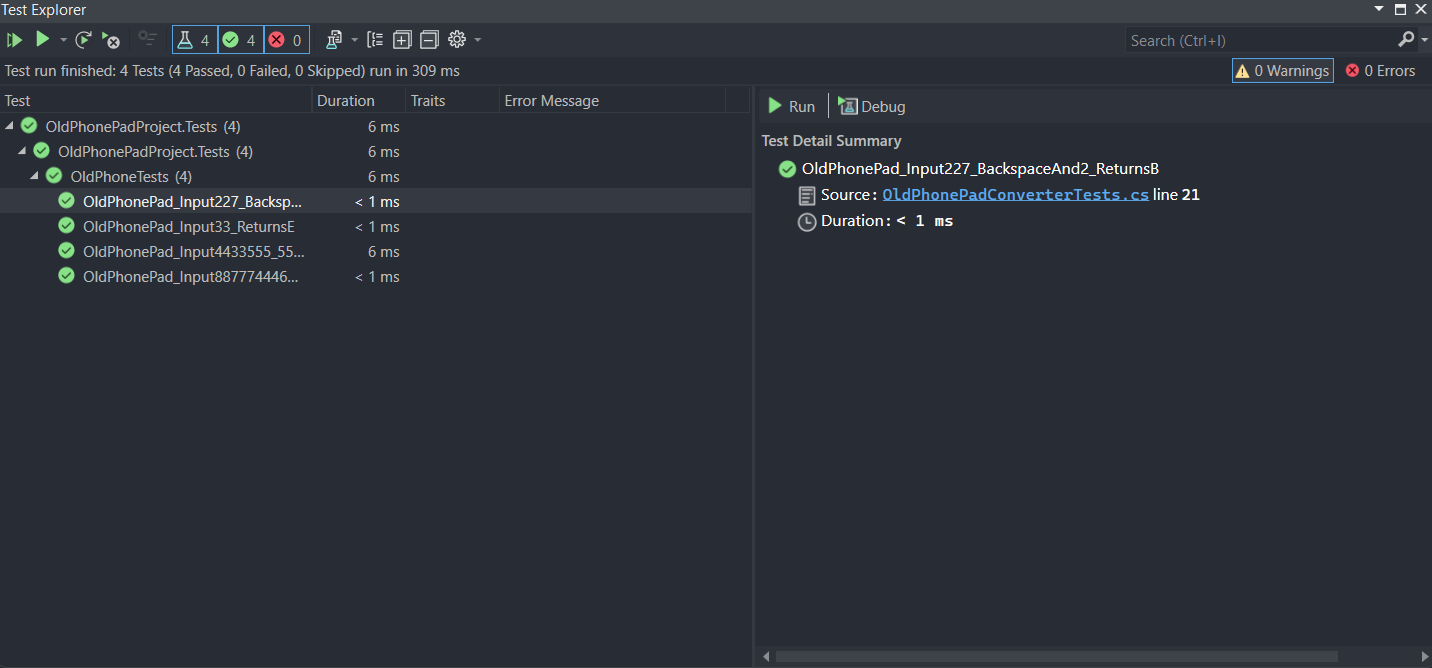 Test Explorer
4 4 0
Search (Ctrl+I)
Test run finished: 4 Tests (4 Passed, 0 Failed, 0 Skipped) run in 309 ms
0 Warnings 0 Errors
Test Duration Traits Error Message
OldPhonePadProject.Tests (4) 6 ms
OldPhonePadProject.Tests (4) 6 ms
OldPhoneTests (4) 6 ms
OldPhonePad_Input227_Backsp... < 1 ms
OldPhonePad_Input33_ReturnsE < 1 ms
OldPhonePad_Input4433555_55... 6 ms
OldPhonePad_Input887774446... < 1 ms
Run Debug
Test Detail Summary
OldPhonePad_Input227_BackspaceAnd2_ReturnsB
Source: OldPhonePadConverterTests.cs line 21
Duration: < 1 ms